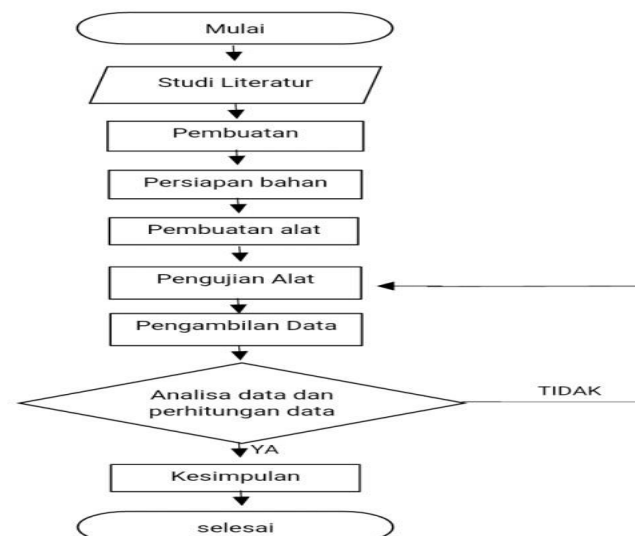 Mulai
Studi Literatur
Pembuatan
Persiapan bahan
Pembuatan alat
Pengujian Alat
Pengambilan Data
Analisa data dan
perhitungan data
TIDAK
YA
Kesimpulan
selesai